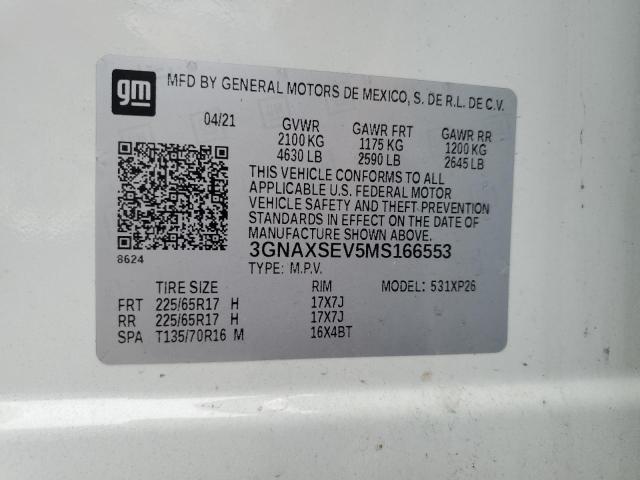 gm
MFD BY GENERAL MOTORS DE MEXICO, S. DE R.L. DE C.V.
04/21 GVWR GAWR FRT GAWR RR
2100 KG 1175 KG 1200 KG
4630 LB 2590 LB 2645 LB
THIS VEHICLE CONFORMS TO ALL
APPLICABLE U.S. FEDERAL MOTOR
VEHICLE SAFETY AND THEFT PREVENTION
STANDARDS IN EFFECT ON THE DATE OF
MANUFACTURE SHOWN ABOVE.
8624 3GNAXSEV5MS166553
TYPE: M.P.V.
TIRE SIZE RIM MODEL: 531XP26
FRT 225/65R17 H 17X7J
RR 225/65R17 H 17X7J
SPA T135/70R16 M 16X4BT